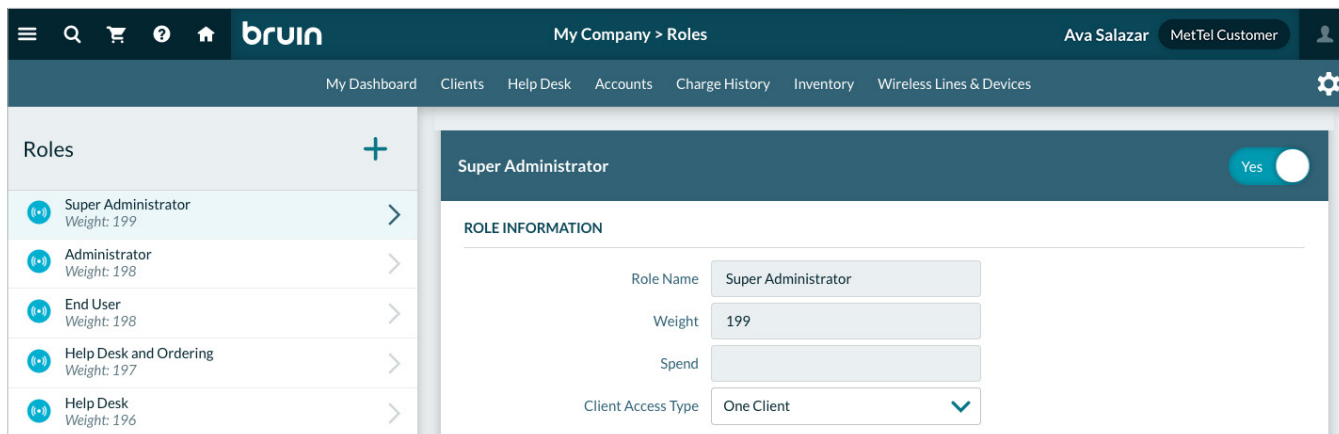 bruin
My Company > Roles
Ava Salazar MetTel Customer
My Dashboard Clients Help Desk Accounts Charge History Inventory Wireless Lines & Devices
Roles
Super Administrator
Weight: 199
Administrator
Weight: 198
End User
Weight: 198
Help Desk and Ordering
Weight: 197
Help Desk
Weight: 196
Super Administrator Yes
ROLE INFORMATION
Role Name Super Administrator
Weight 199
Spend
Client Access Type One Client